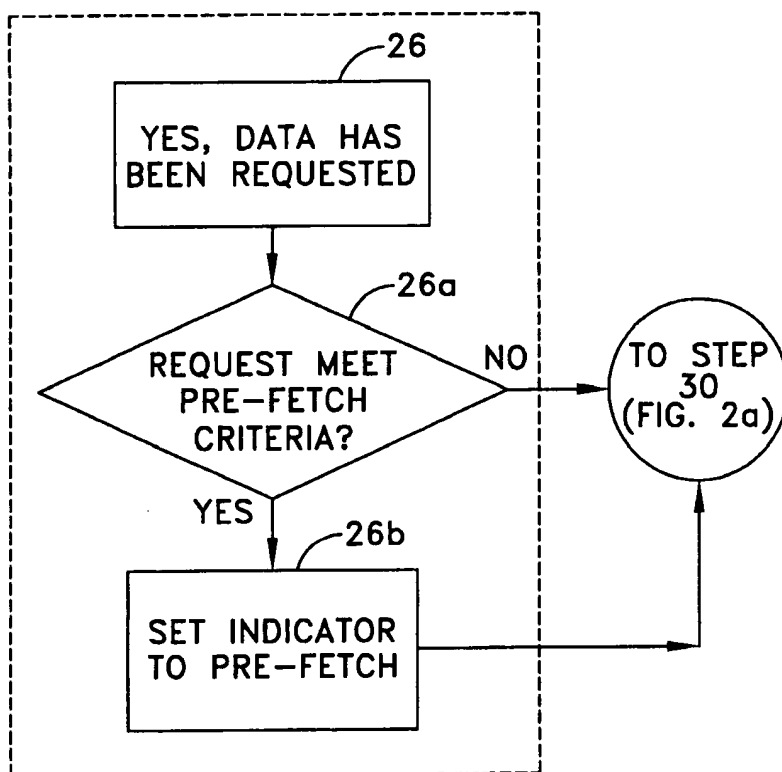 26
YES, DATA HAS
BEEN REQUESTED
26a
REQUEST MEET
PRE-FETCH
CRITERIA?
NO
TO STEP
30
(FIG. 2a)
YES
26b
SET INDICATOR
TO PRE-FETCH